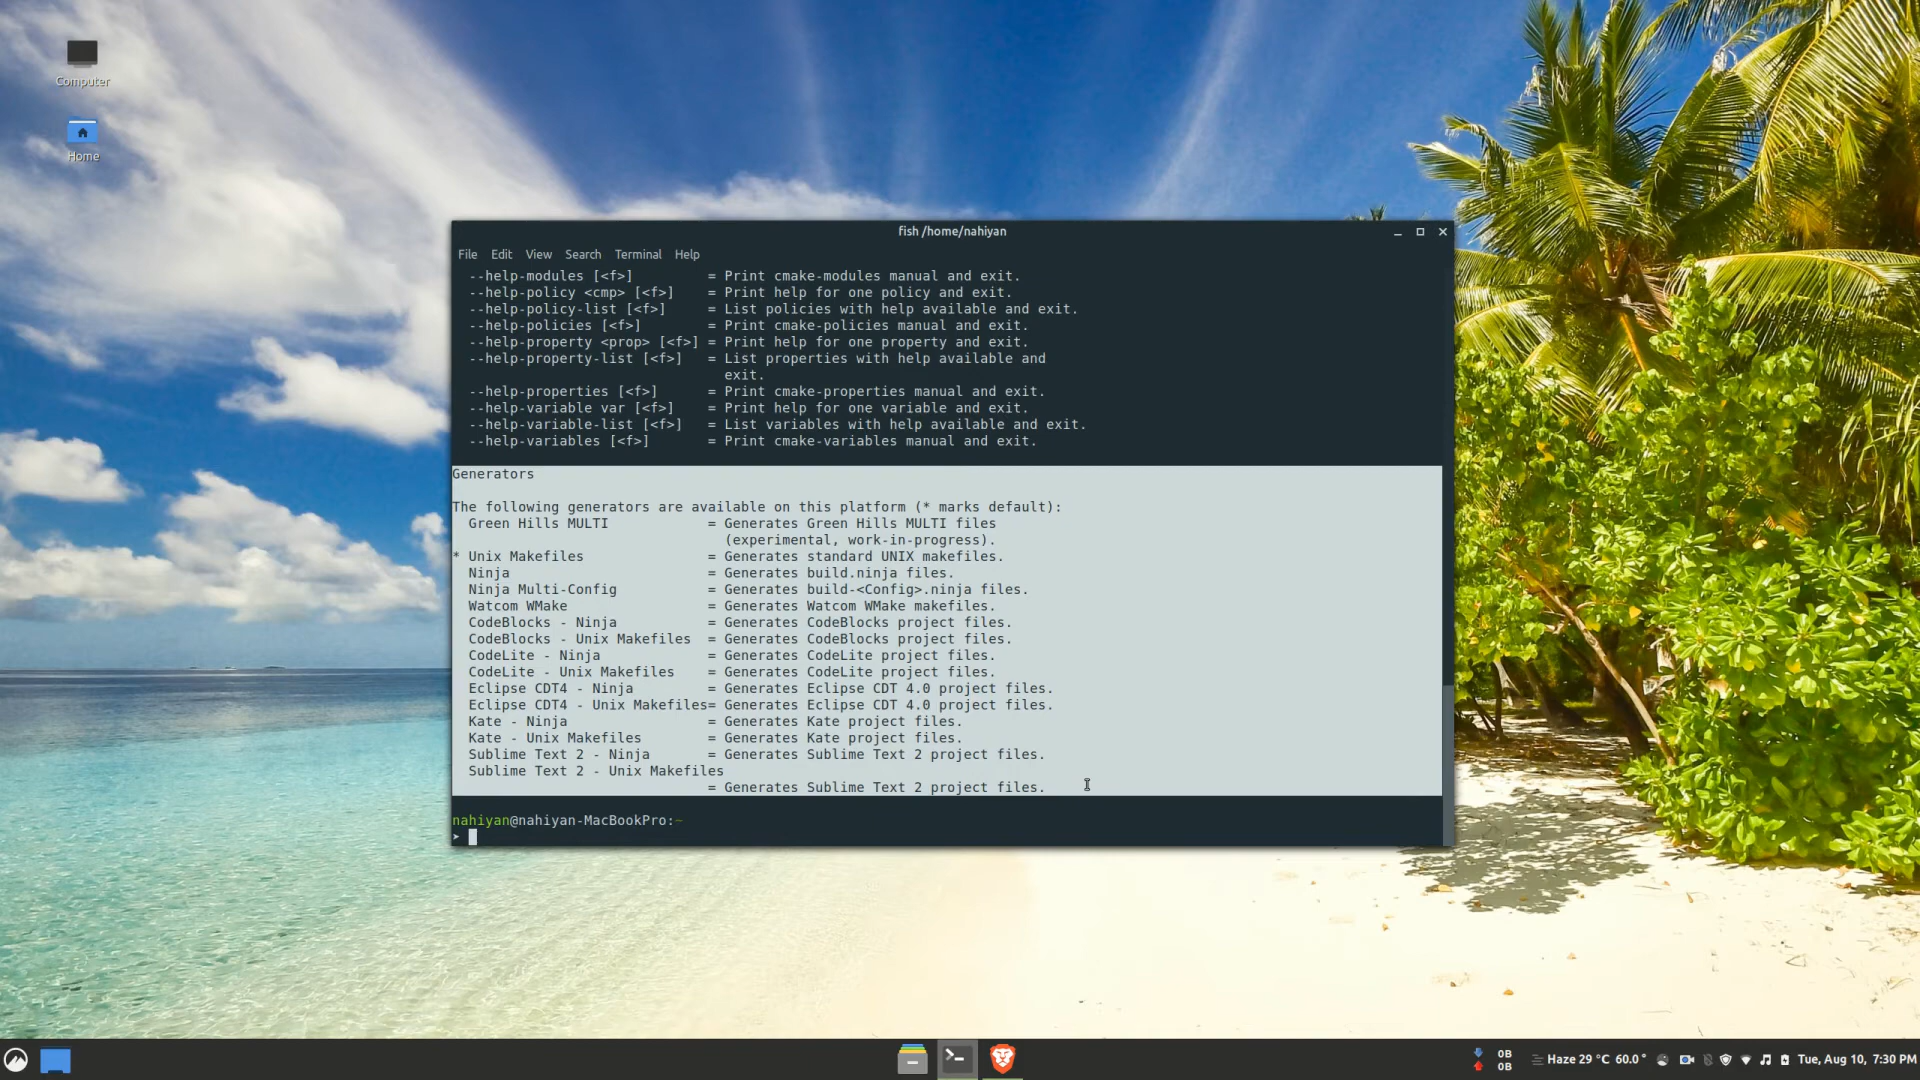 Computer
Home
fish /home/nahiyan
File Edit View Search Terminal Help
--help-modules [<f>] = Print cmake-modules manual and exit.
--help-policy <cmp> [<f>] = Print help for one policy and exit.
--help-policy-list [<f>] = List policies with help available and exit.
--help-policies [<f>] = Print cmake-policies manual and exit.
--help-property <prop> [<f>] = Print help for one property and exit.
--help-property-list [<f>] = List properties with help available and
exit.
--help-properties [<f>] = Print cmake-properties manual and exit.
--help-variable var [<f>] = Print help for one variable and exit.
--help-variable-list [<f>] = List variables with help available and exit.
--help-variables [<f>] = Print cmake-variables manual and exit.
Generators
The following generators are available on this platform (* marks default):
Green Hills MULTI = Generates Green Hills MULTI files
(experimental, work-in-progress).
* Unix Makefiles = Generates standard UNIX makefiles.
Ninja = Generates build.ninja files.
Ninja Multi-Config = Generates build-<Config>.ninja files.
Watcom WMake = Generates Watcom WMake makefiles.
CodeBlocks - Ninja = Generates CodeBlocks project files.
CodeBlocks - Unix Makefiles = Generates CodeBlocks project files.
CodeLite - Ninja = Generates CodeLite project files.
CodeLite - Unix Makefiles = Generates CodeLite project files.
Eclipse CDT4 - Ninja = Generates Eclipse CDT 4.0 project files.
Eclipse CDT4 - Unix Makefiles= Generates Eclipse CDT 4.0 project files.
Kate - Ninja = Generates Kate project files.
Kate - Unix Makefiles = Generates Kate project files.
Sublime Text 2 - Ninja = Generates Sublime Text 2 project files.
Sublime Text 2 - Unix Makefiles
= Generates Sublime Text 2 project files.
nahiyan@nahiyan-MacBookPro:~
➤
0B
0B
Haze 29 °C 60.0° Tue, Aug 10, 7:30 PM